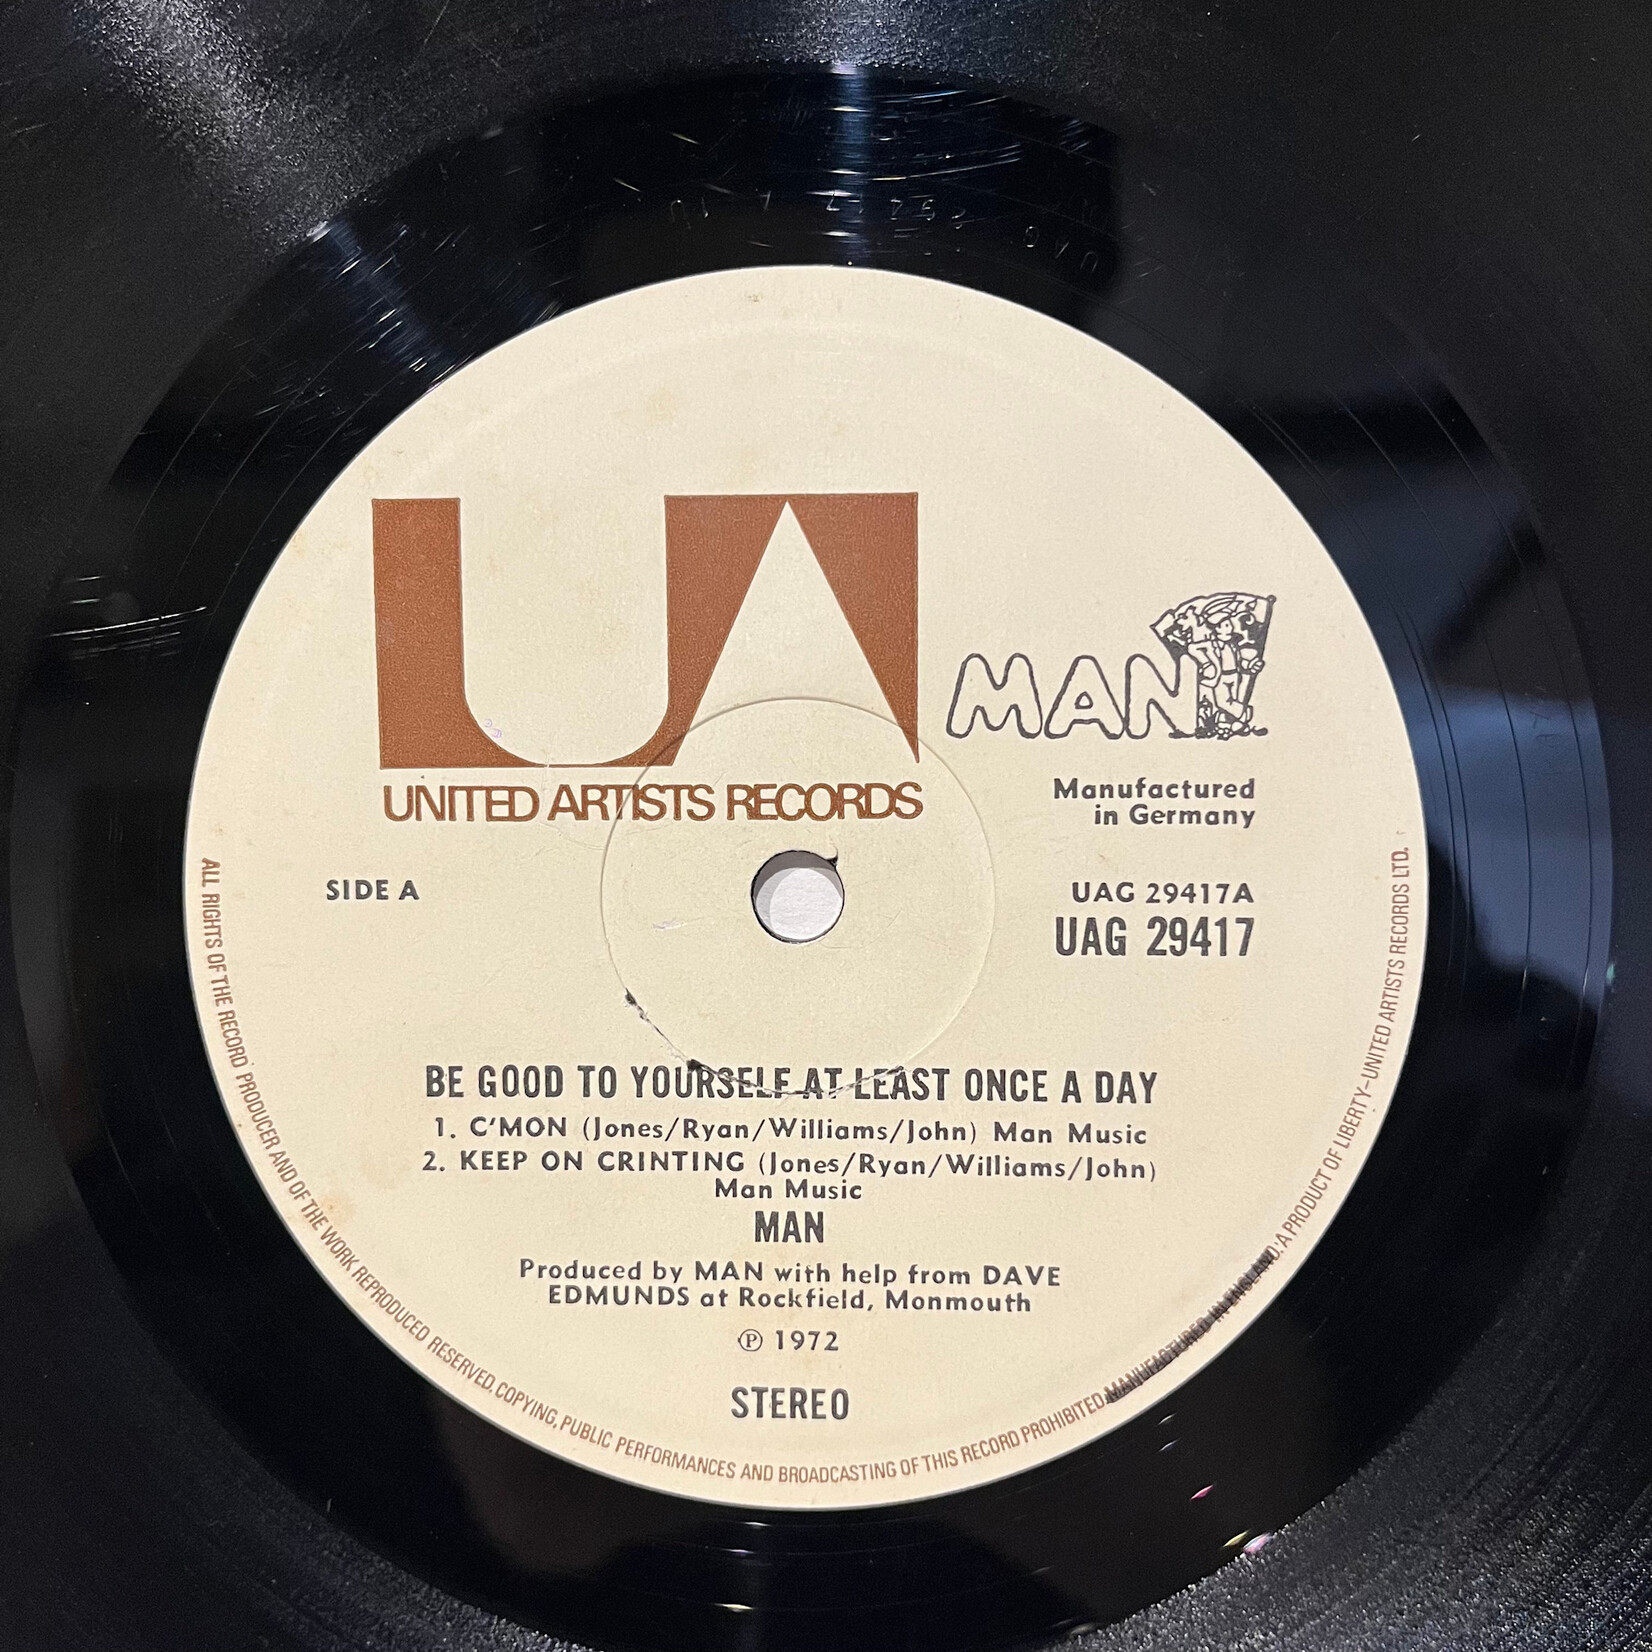 UA
UNITED ARTISTS RECORDS
MAN
Manufactured
in Germany
SIDE A
UAG 29417A
UAG 29417
BE GOOD TO YOURSELF AT LEAST ONCE A DAY
1. C'MON (Jones/Ryan/Williams/John) Man Music
2. KEEP ON CRINTING (Jones/Ryan/Williams/John)
Man Music
MAN
Produced by MAN with help from DAVE
EDMUNDS at Rockfield, Monmouth
℗ 1972
STEREO
ALL RIGHTS OF THE RECORD PRODUCER AND OF THE WORK REPRODUCED RESERVED. COPYING, PUBLIC PERFORMANCES AND BROADCASTING OF THIS RECORD PROHIBITED. MANUFACTURED IN ENGLAND. A PRODUCT OF LIBERTY-UNITED ARTISTS RECORDS LTD.